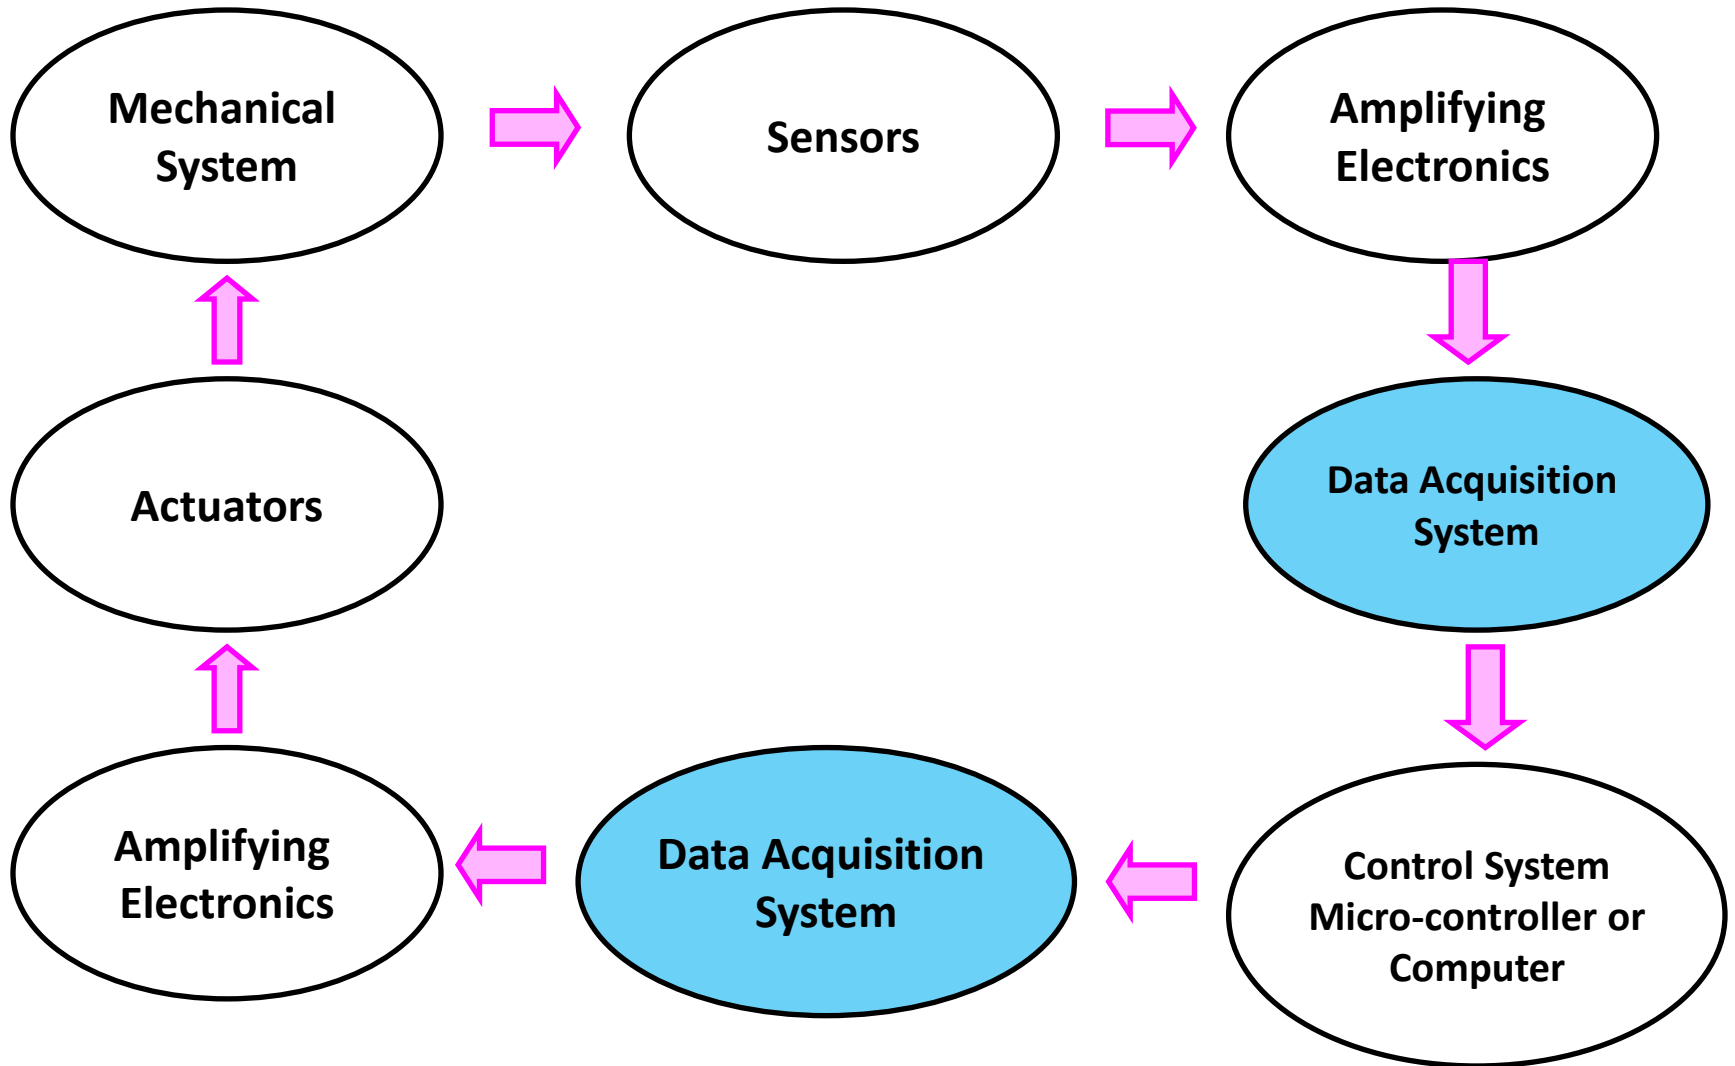 Mechanical
System
Sensors
Amplifying
Electronics
Data Acquisition
System
Control System
Micro-controller or
Computer
Data Acquisition
System
Amplifying
Electronics
Actuators